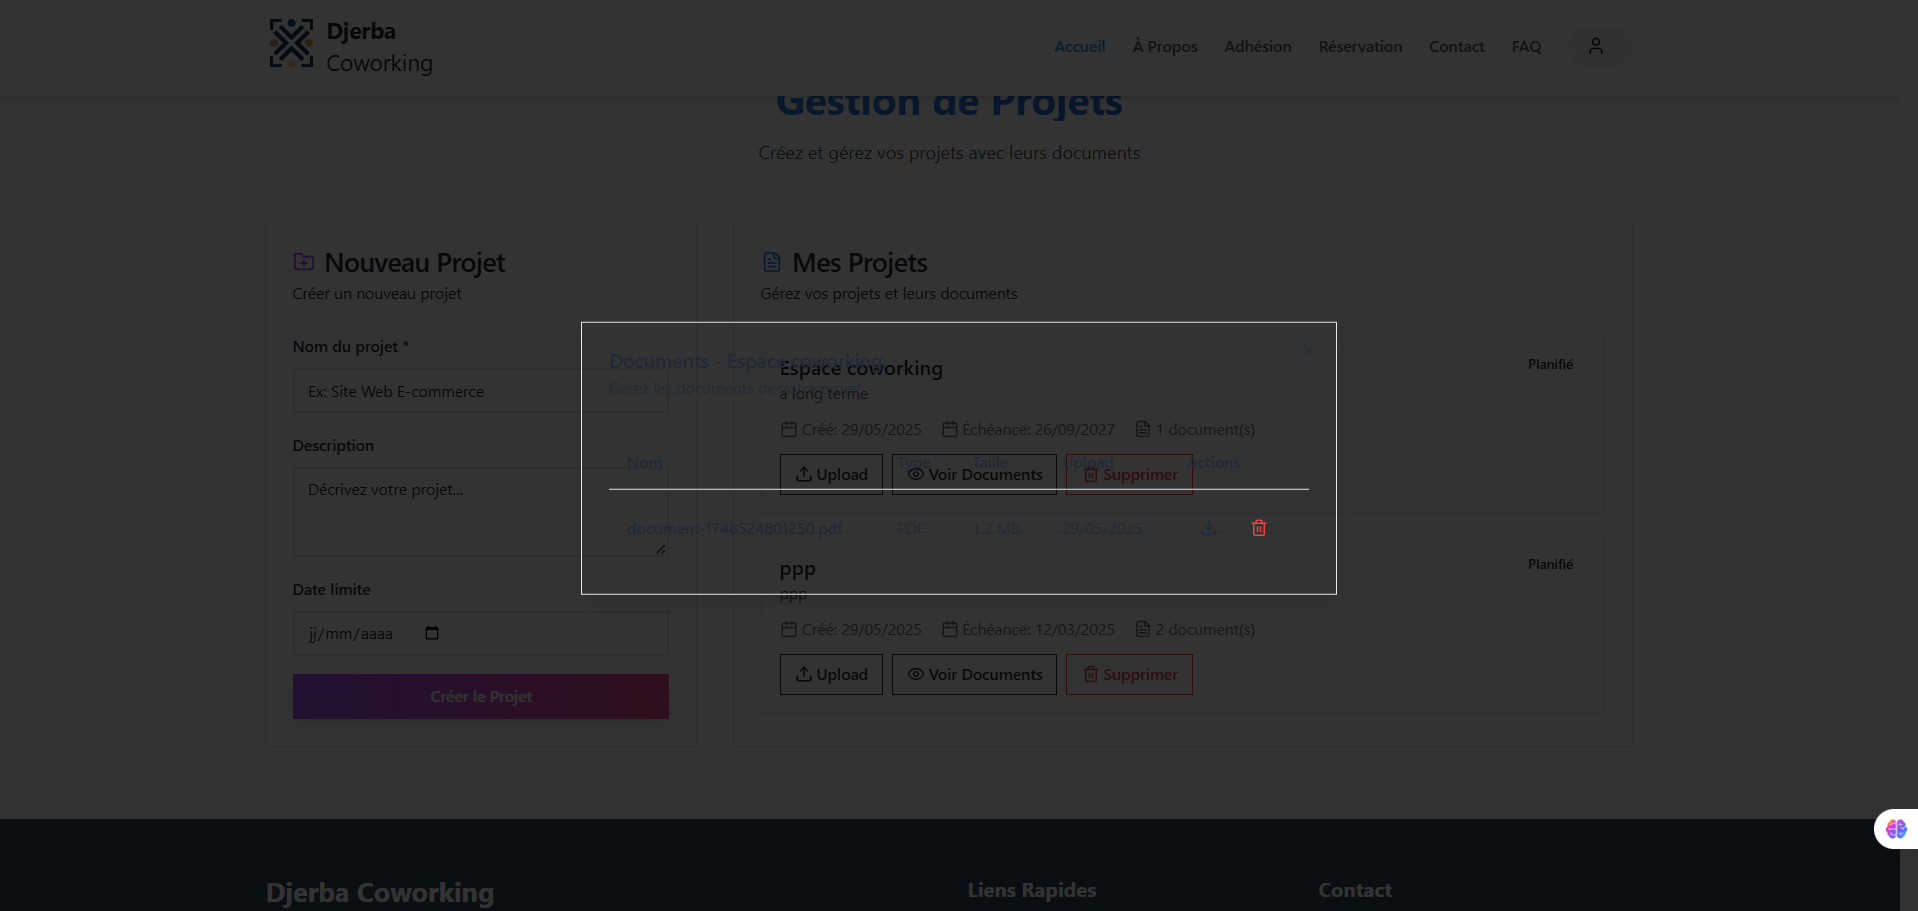 Djerba
Coworking
Accueil
À Propos
Adhésion
Réservation
Contact
FAQ
Gestion de Projets
Créez et gérez vos projets avec leurs documents
Nouveau Projet
Créer un nouveau projet
Nom du projet *
Ex: Site Web E-commerce
Description
Décrivez votre projet...
Date limite
jj/mm/aaaa
Créer le Projet
Mes Projets
Gérez vos projets et leurs documents
Espace coworking
a long terme
Planifié
Créé: 29/05/2025
Échéance: 26/09/2027
1 document(s)
Upload
Voir Documents
Supprimer
ppp
ppp
Planifié
Créé: 29/05/2025
Échéance: 12/03/2025
2 document(s)
Upload
Voir Documents
Supprimer
Documents - Espace coworking
Gérez les documents de votre projet
Nom
Type
Taille
Upload
Actions
document-1748524801250.pdf
PDF
1.2 MB
29/05/2025
Djerba Coworking
Liens Rapides
Contact